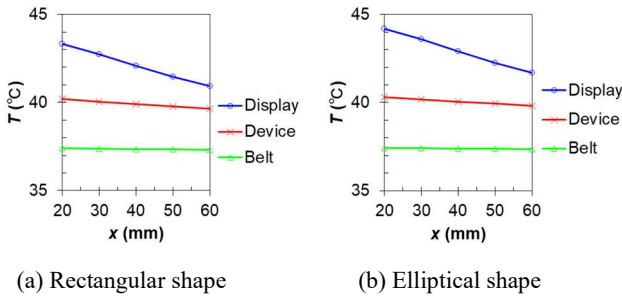 45
40
35
T (°C)
20 30 40 50 60
x (mm)
Display
Device
Belt
(a) Rectangular shape
45
40
35
T (°C)
20 30 40 50 60
x (mm)
Display
Device
Belt
(b) Elliptical shape